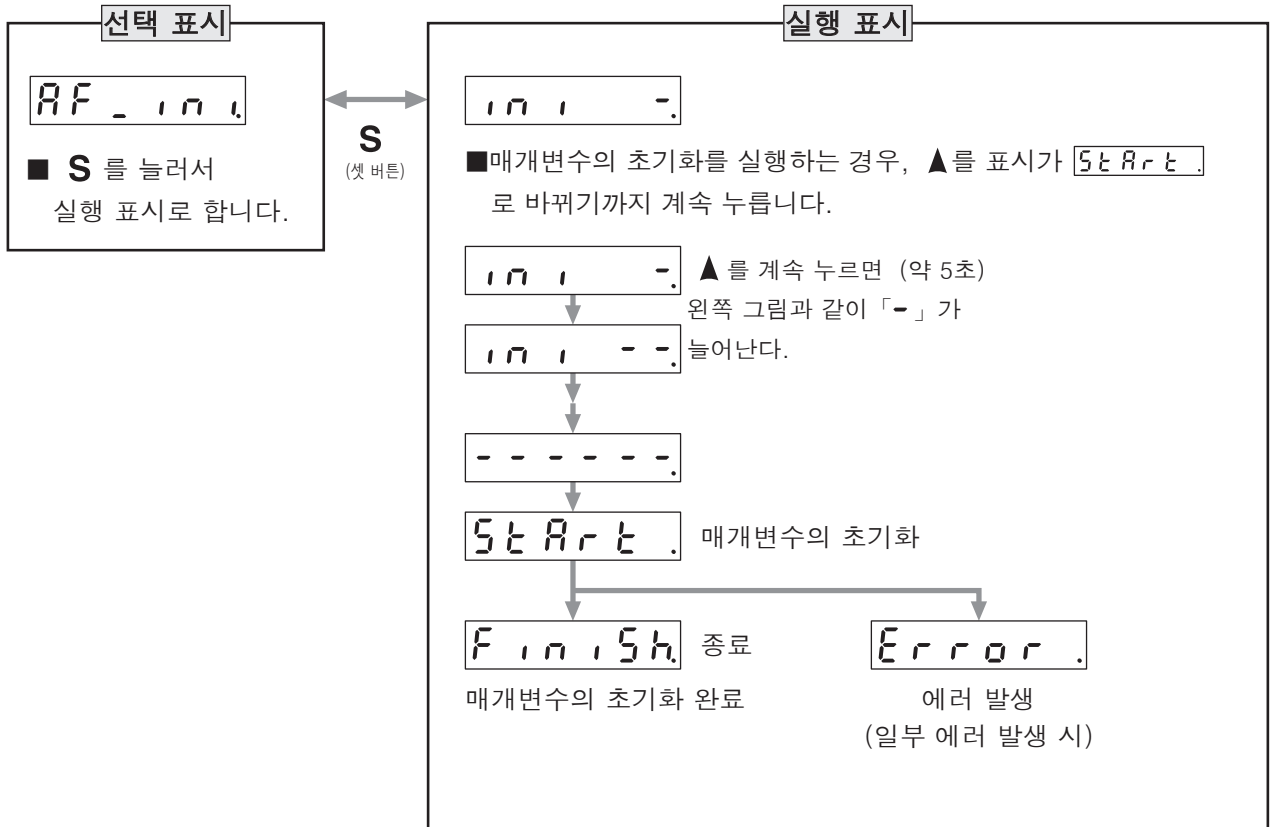 선택 표시
AF_ini.
■ S 를 눌러서
실행 표시로 합니다.
S
(셋 버튼)
실행 표시
ini -.
■매개변수의 초기화를 실행하는 경우, ▲를 표시가 StArt .
로 바뀌기까지 계속 누릅니다.
ini -.
▲를 계속 누르면 (약 5초)
왼쪽 그림과 같이「-」가
늘어난다.
ini --.
------.
StArt . 매개변수의 초기화
FiniSh. 종료
매개변수의 초기화 완료
Error .
에러 발생
(일부 에러 발생 시)